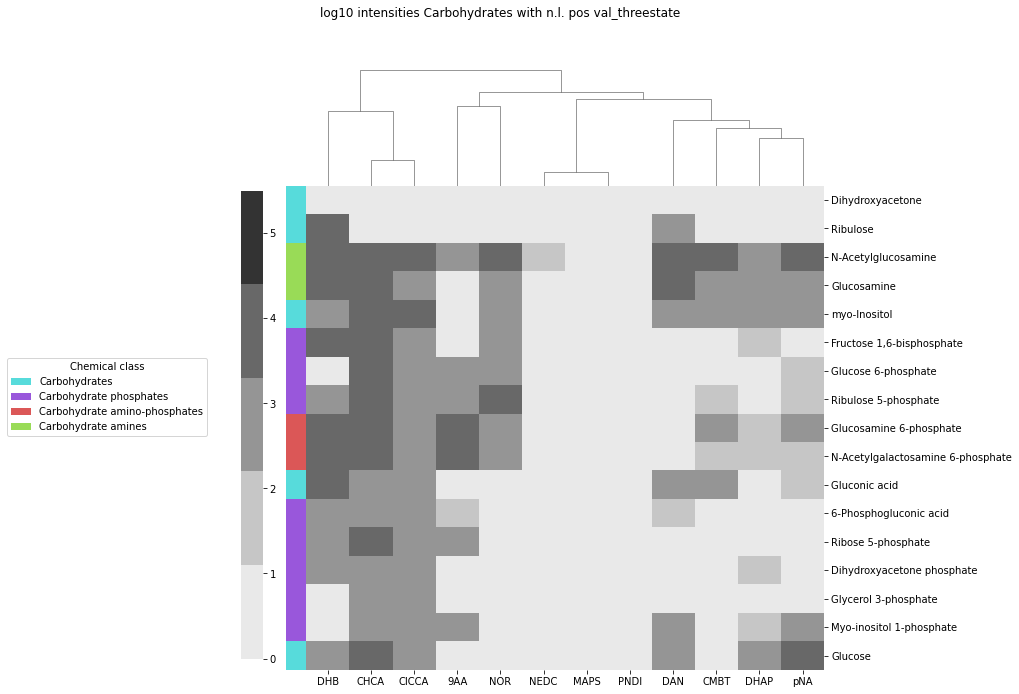 log10 intensities Carbohydrates with n.l. pos val_threestate
Chemical class
Carbohydrates
Carbohydrate phosphates
Carbohydrate amino-phosphates
Carbohydrate amines
5
4
3
2
1
0
Dihydroxyacetone
Ribulose
N-Acetylglucosamine
Glucosamine
myo-Inositol
Fructose 1,6-bisphosphate
Glucose 6-phosphate
Ribulose 5-phosphate
Glucosamine 6-phosphate
N-Acetylgalactosamine 6-phosphate
Gluconic acid
6-Phosphogluconic acid
Ribose 5-phosphate
Dihydroxyacetone phosphate
Glycerol 3-phosphate
Myo-inositol 1-phosphate
Glucose
DHB CHCA ClCCA 9AA NOR NEDC MAPS PNDI DAN CMBT DHAP pNA